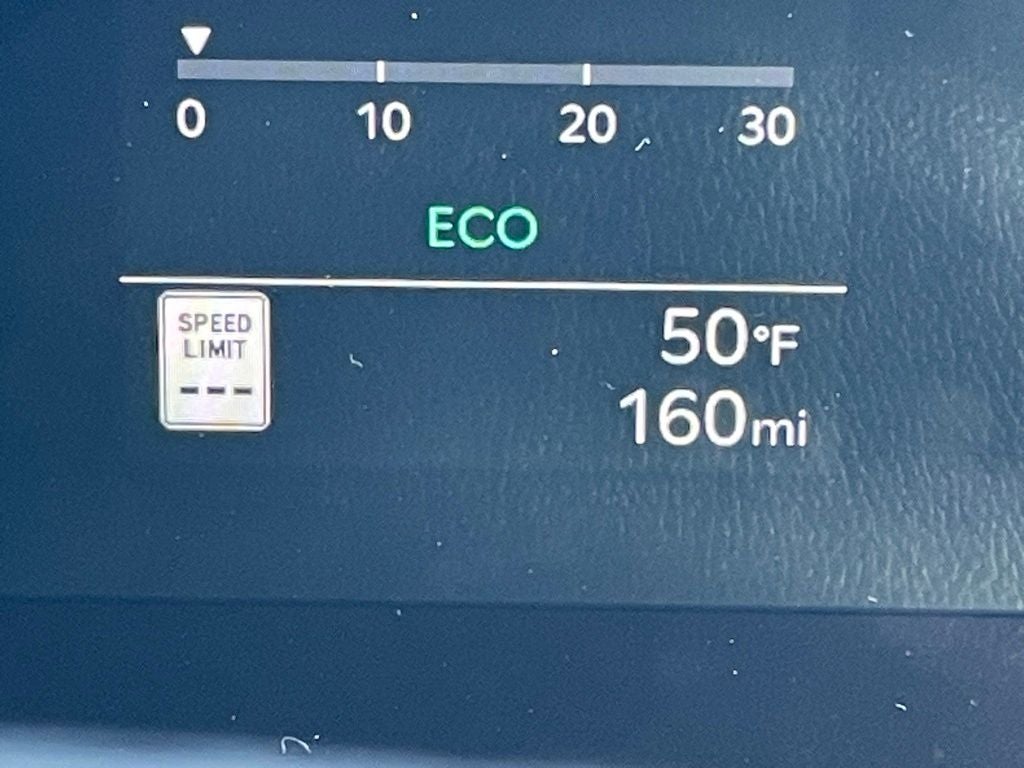 0 10 20 30
ECO
SPEED
LIMIT
---
50°F
160mi